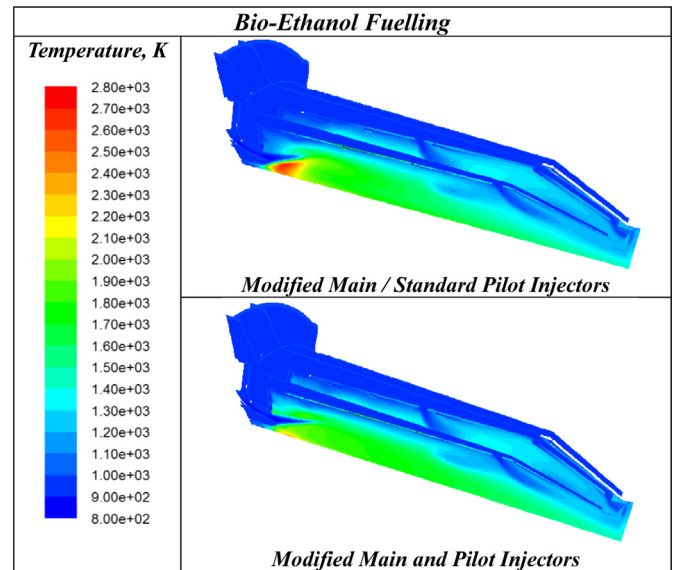 Bio-Ethanol Fuelling
Temperature, K
2.80e+03
2.70e+03
2.60e+03
2.50e+03
2.40e+03
2.30e+03
2.20e+03
2.10e+03
2.00e+03
1.90e+03
1.80e+03
1.70e+03
1.60e+03
1.50e+03
1.40e+03
1.30e+03
1.20e+03
1.10e+03
1.00e+03
9.00e+02
8.00e+02
Modified Main / Standard Pilot Injectors
Modified Main and Pilot Injectors